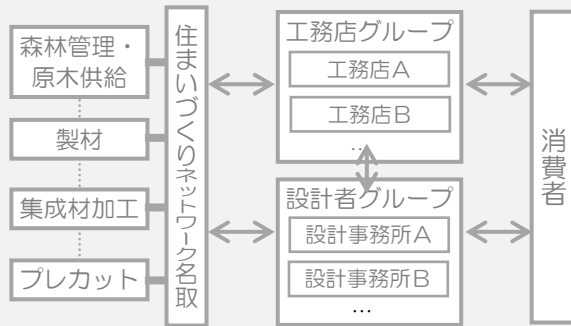 森林管理・
原木供給
製材
集成材加工
プレカット
住まいづくりネットワーク名取
工務店グループ
工務店A
工務店B
…
設計者グループ
設計事務所A
設計事務所B
…
消費者